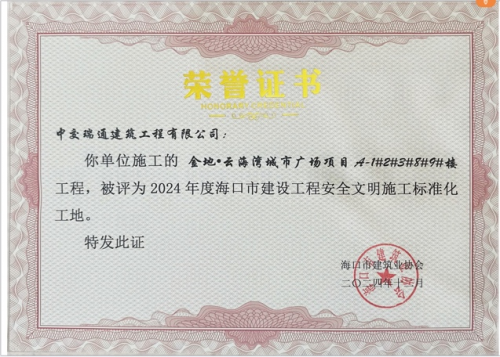 荣誉证书
HONORARY
中交瑞通建筑工程有限公司：
你单位施工的 金地•云海湾城市广场项目 A-1#2#3#8#9#楼
工程，被评为 2024 年度海口市建设工程安全文明施工标准化
工地。
特发此证
海口市建筑业协会
二〇二四年十二月